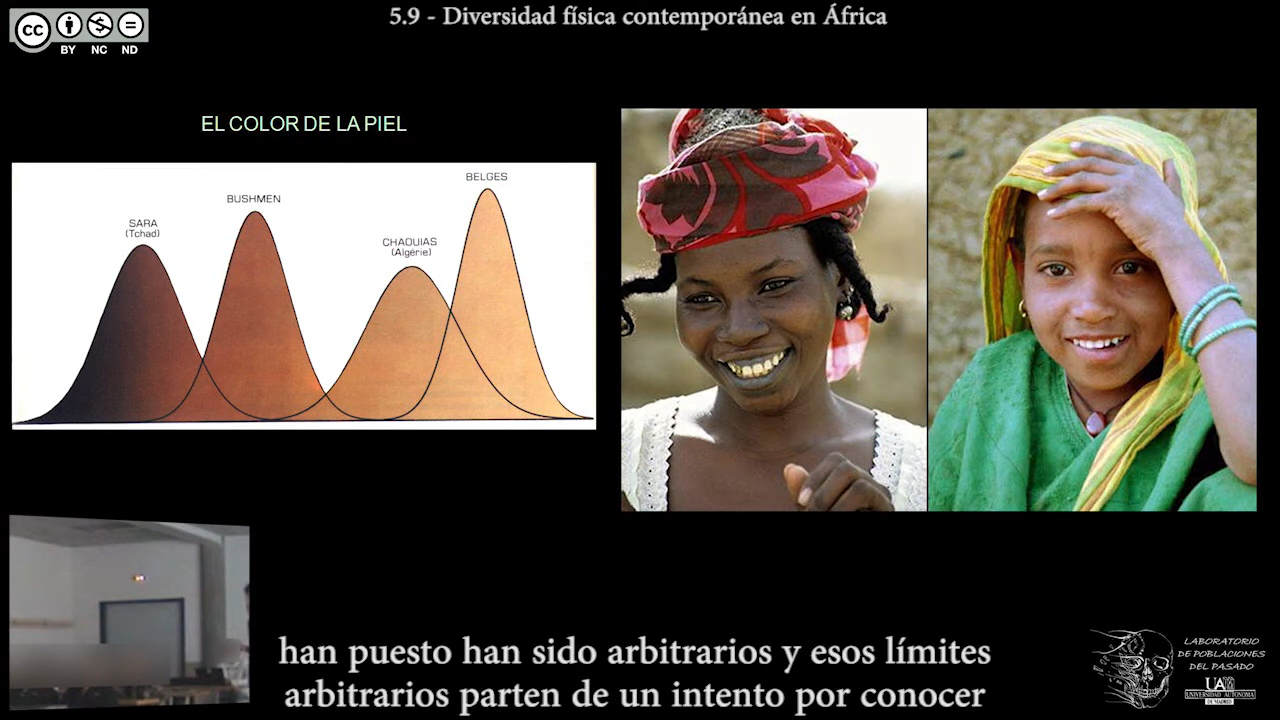 5.9 - Diversidad física contemporánea en África
cc
BY NC ND
EL COLOR DE LA PIEL
SARA
(Tchad)
BUSHMEN
CHAOUIAS
(Algérie)
BELGES
han puesto han sido arbitrarios y esos límites
arbitrarios parten de un intento por conocer
LABORATORIO
DE POBLACIONES
DEL PASADO
UA
UNIVERSIDAD AUTONOMA
DE MADRID